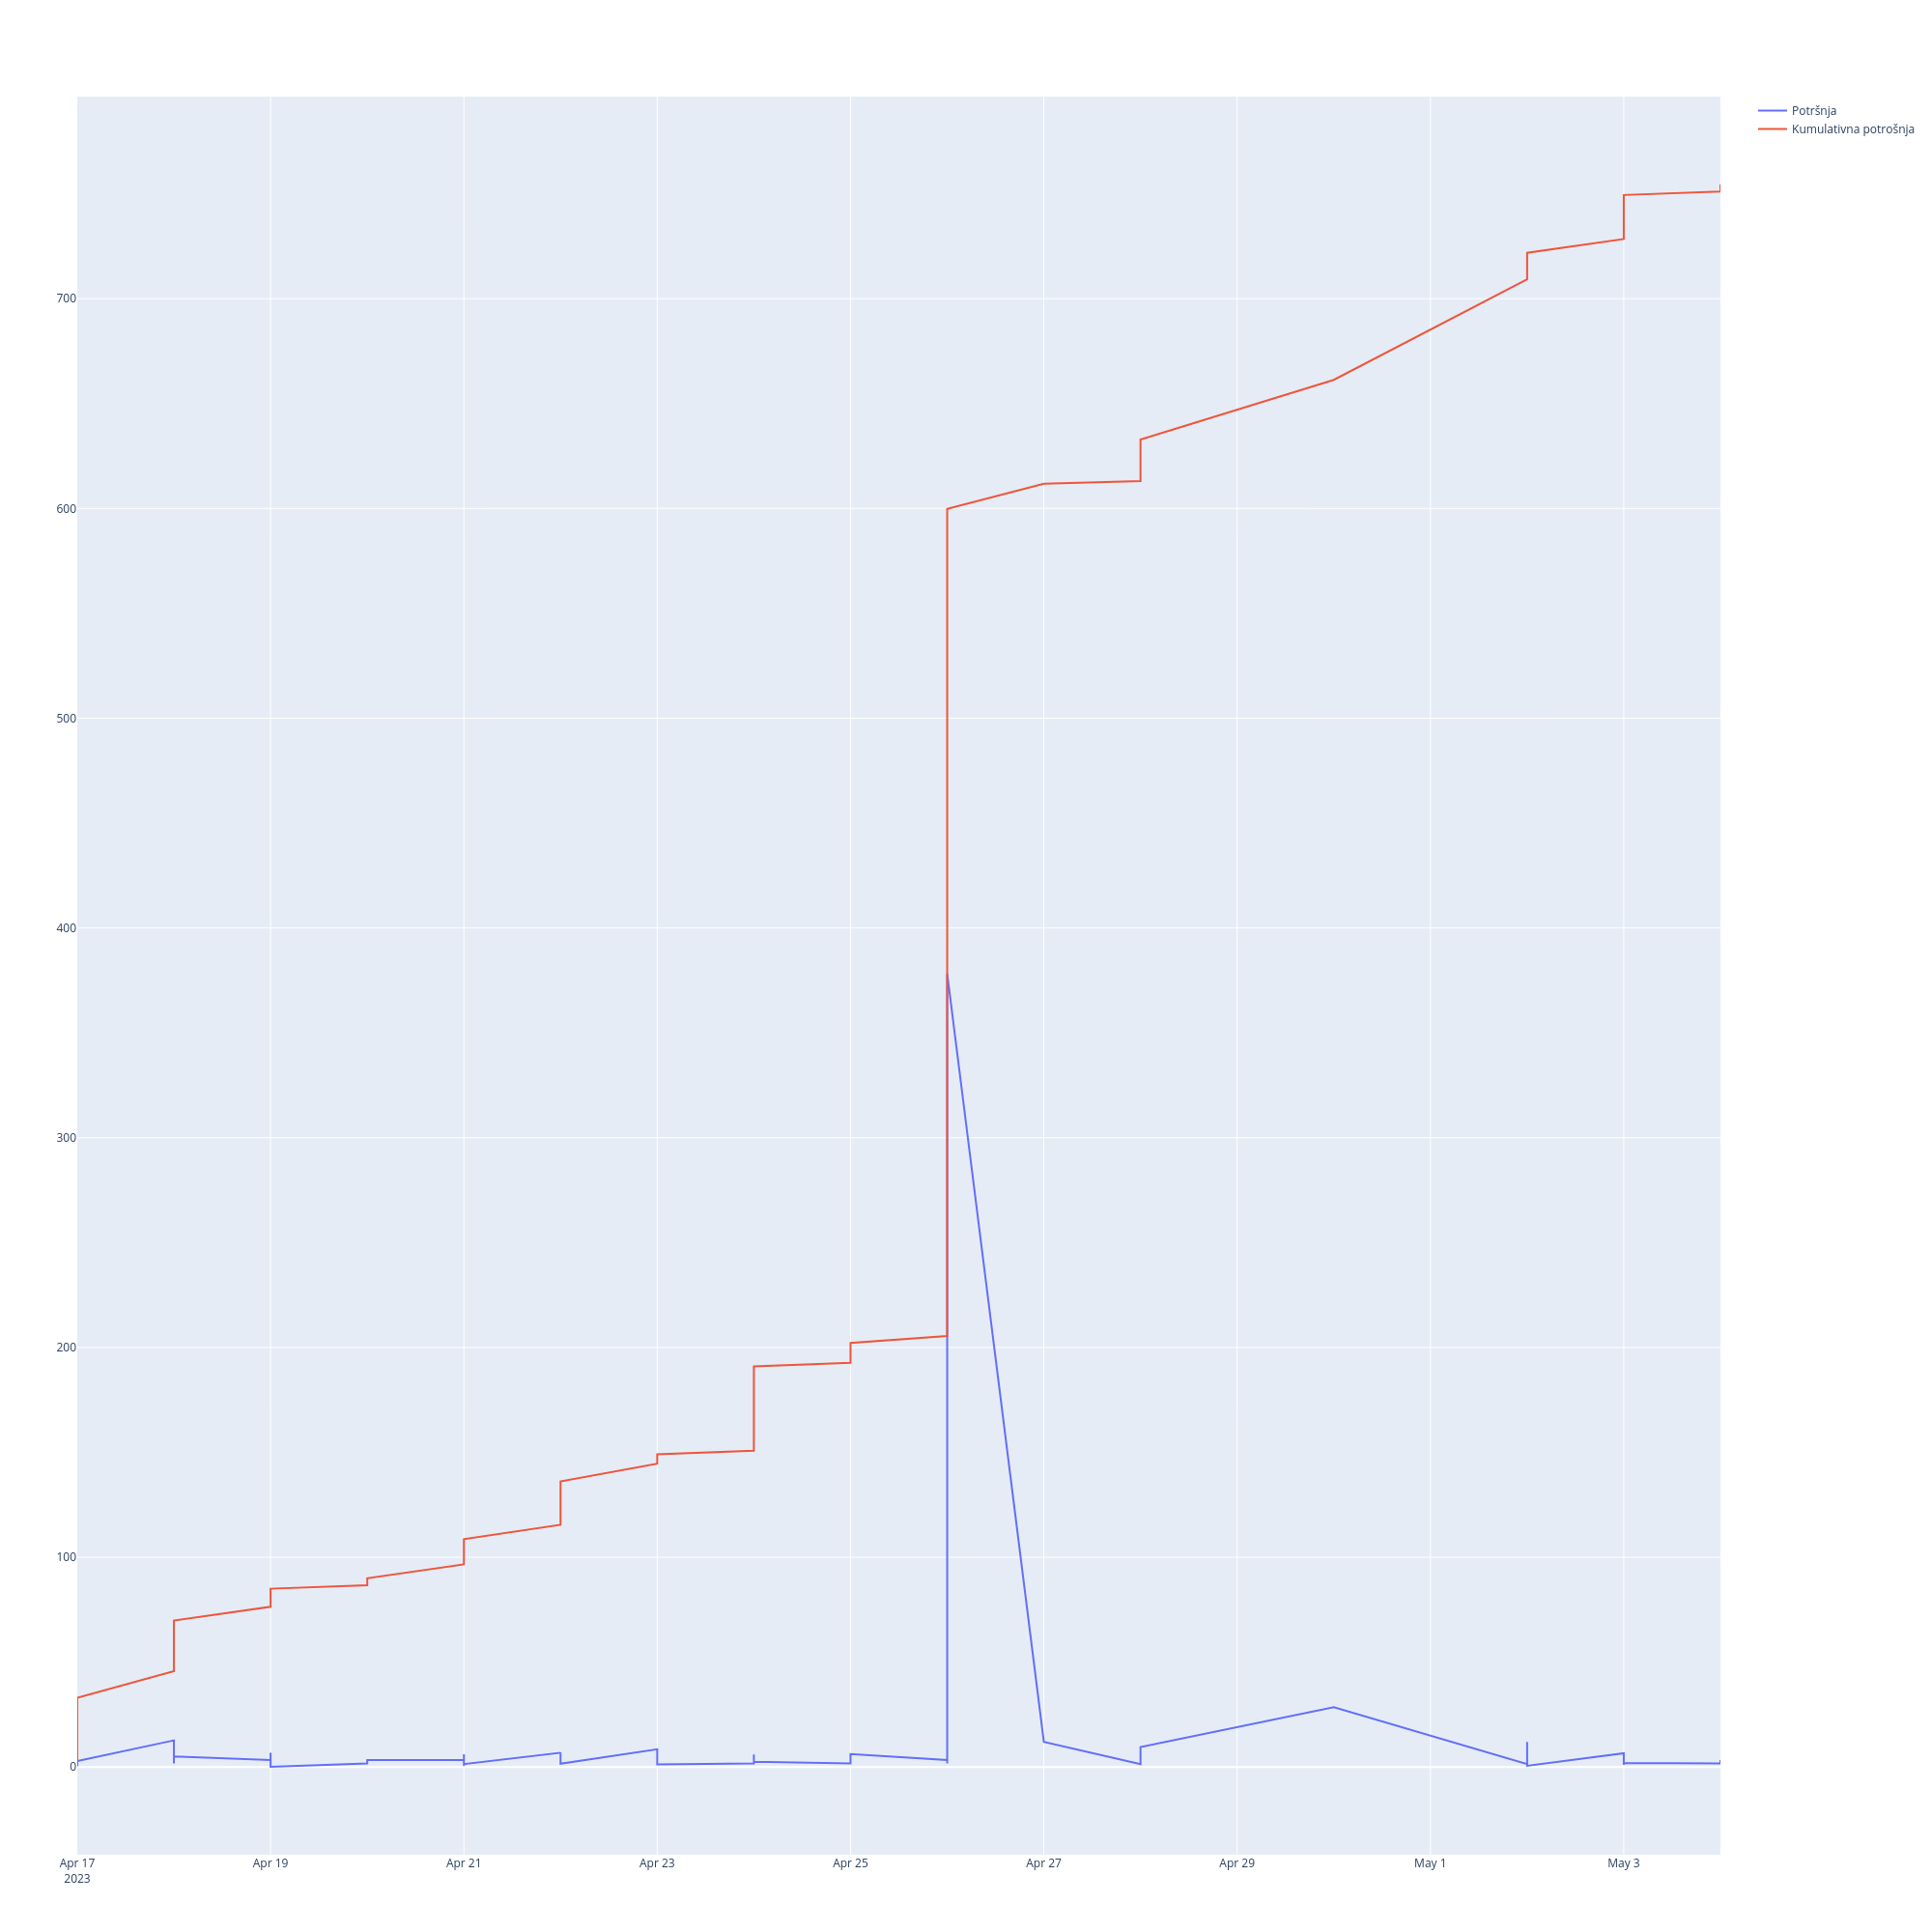 Potršnja
Kumulativna potrošnja
700
600
500
400
300
200
100
0
Apr 17
2023
Apr 19
Apr 21
Apr 23
Apr 25
Apr 27
Apr 29
May 1
May 3